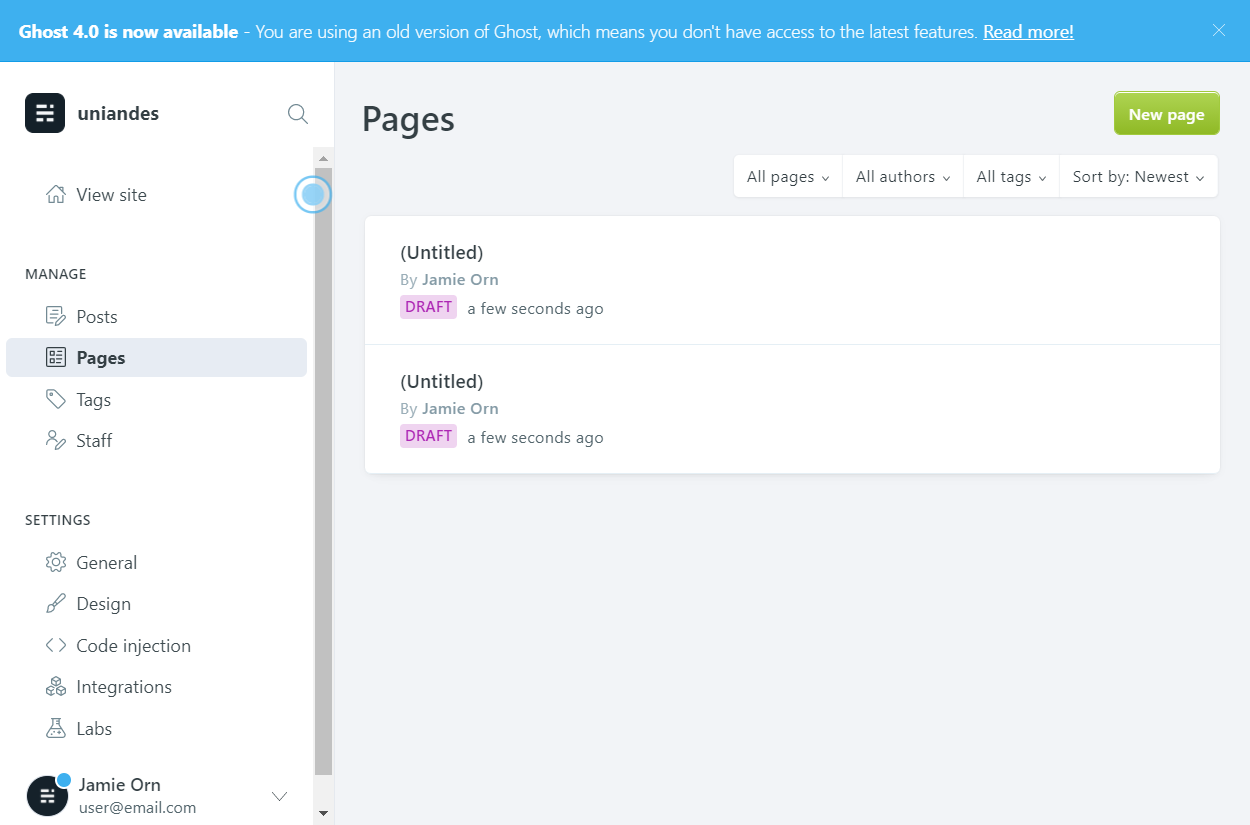 Ghost 4.0 is now available - You are using an old version of Ghost, which means you don't have access to the latest features. Read more!
uniandes
View site
MANAGE
Posts
Pages
Tags
Staff
SETTINGS
General
Design
Code injection
Integrations
Labs
Jamie Orn
user@email.com
Pages
New page
All pages
All authors
All tags
Sort by: Newest
(Untitled)
By Jamie Orn
DRAFT a few seconds ago
(Untitled)
By Jamie Orn
DRAFT a few seconds ago